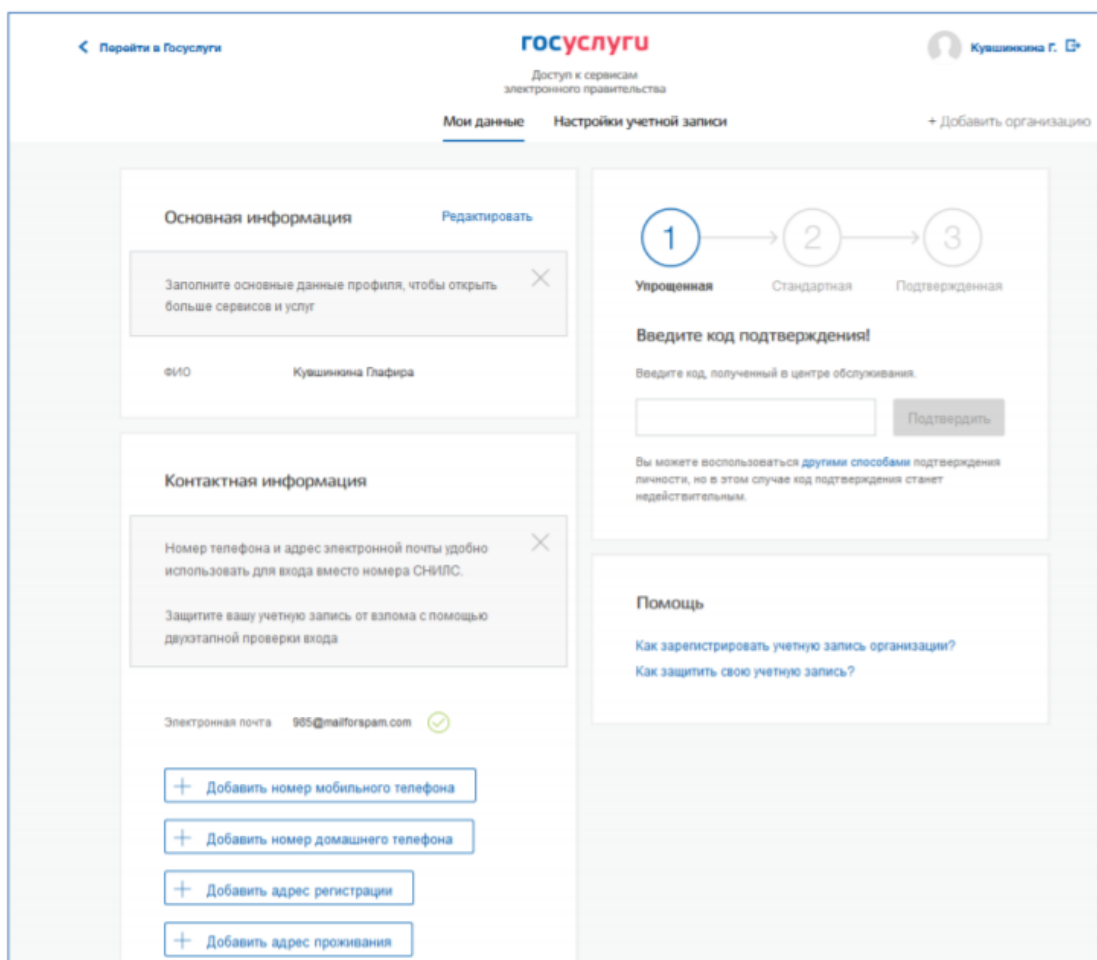 Перейти в Госуслуги
госуслуги
Кувшинкина Г.
Доступ к сервисам
электронного правительства
Мои данные
Настройки учетной записи
+ Добавить организацию
Основная информация
Редактировать
Заполните основные данные профиля, чтобы открыть
больше сервисов и услуг
ФИО
Кувшинкина Глафира
Контактная информация
Номер телефона и адрес электронной почты удобно
использовать для входа вместо номера СНИЛС.
Защитите вашу учетную запись от взлома с помощью
двухэтапной проверки входа
Электронная почта
985@mailforspam.com
+ Добавить номер мобильного телефона
+ Добавить номер домашнего телефона
+ Добавить адрес регистрации
+ Добавить адрес проживания
1
2
3
Упрощенная
Стандартная
Подтвержденная
Введите код подтверждения!
Введите код, полученный в центре обслуживания.
Подтвердить
Вы можете воспользоваться другими способами подтверждения
личности, но в этом случае код подтверждения станет
недействительным.
Помощь
Как зарегистрировать учетную запись организации?
Как защитить свою учетную запись?